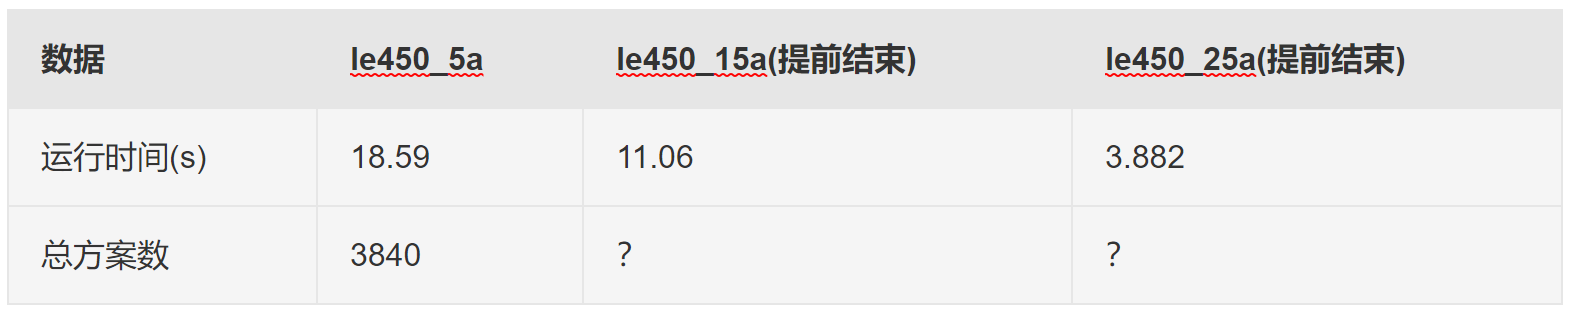 数据 le450_5a le450_15a(提前结束) le450_25a(提前结束)
运行时间(s) 18.59 11.06 3.882
总方案数 3840 ？ ？